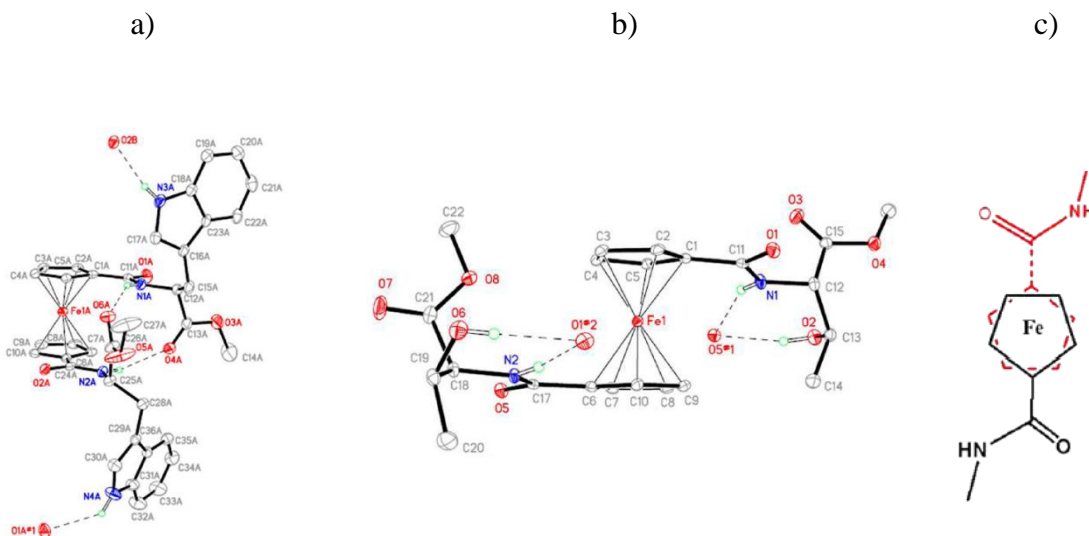 a) b) c)
O2B
C19A C20A
C18A
N3A C21A
C22A
C23A
C17A
C16A
C3A C2A
C5A C11A O1A
C4A C1A
N1A C15A
C12A
O6A
Fe1A
C27A
C13A O3A
C9A C8A C7A C26A
C10A O5A O4A
C6A C14A
O2A C24A
N2A C25A
C28A
C29A C36A
C35A
C30A C34A
C31A
C33A
N4A
C32A
O1A#1
C22
O7 O8
C21
O6
C19
O1#2
N2
C18
O5 C17
C20
C3 C2
C1
C4 C5
C11 O1
N1
Fe1
O5#1
C6 C7 C10 C8 C9
O3
C15
O4
C12
O2 C13
C14
O NH
Fe
HN O